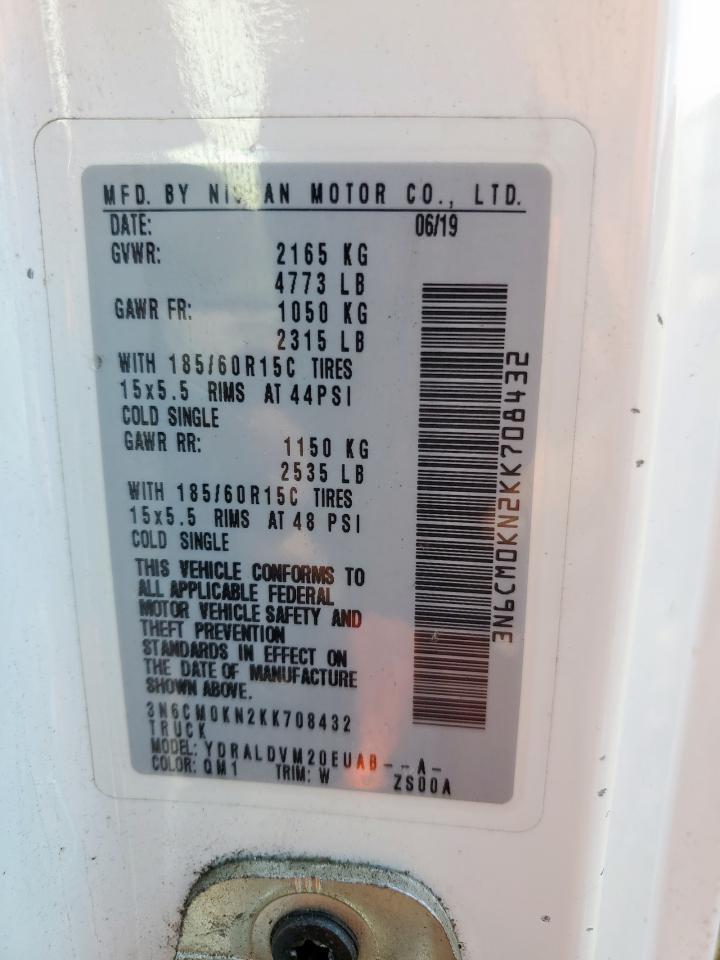 MFD. BY NISSAN MOTOR CO., LTD.
DATE: 06/19
GVWR: 2165 KG
4773 LB
GAWR FR: 1050 KG
2315 LB
WITH 185/60R15C TIRES
15x5.5 RIMS AT 44PSI
COLD SINGLE
GAWR RR: 1150 KG
2535 LB
WITH 185/60R15C TIRES
15x5.5 RIMS AT 48 PSI
COLD SINGLE
THIS VEHICLE CONFORMS TO
ALL APPLICABLE FEDERAL
MOTOR VEHICLE SAFETY AND
THEFT PREVENTION
STANDARDS IN EFFECT ON
THE DATE OF MANUFACTURE
SHOWN ABOVE.
3N6CM0KN2KK708432
TRUCK
MODEL: YDRALDVM20EUAB--A-
COLOR: QM1 TRIM: W ZS00A
3N6CM0KN2KK708432